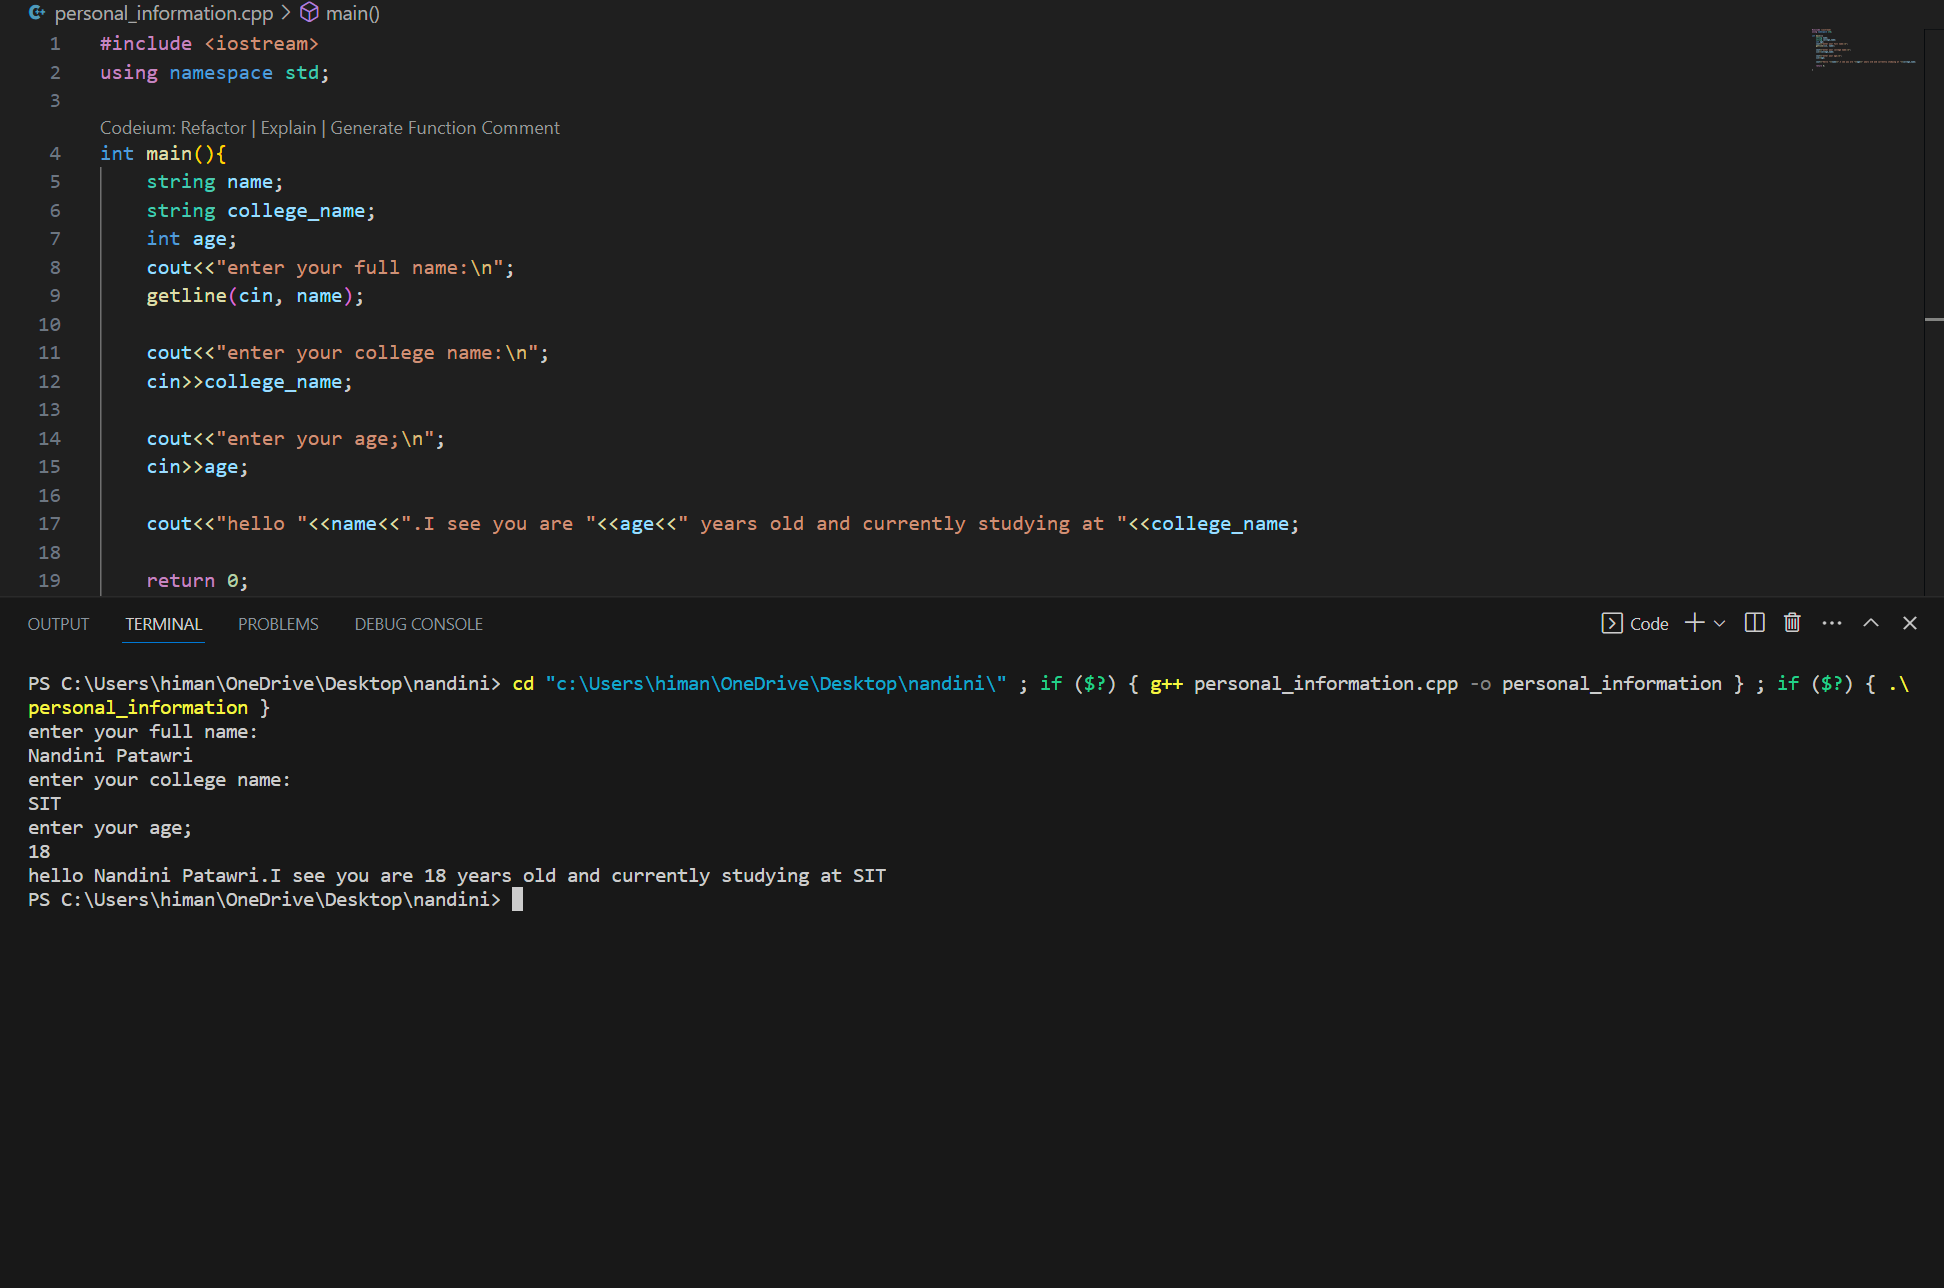 personal_information.cpp > main()
1 #include <iostream>
2 using namespace std;
3
Codeium: Refactor | Explain | Generate Function Comment
4 int main(){
5 string name;
6 string college_name;
7 int age;
8 cout<<"enter your full name:\n";
9 getline(cin, name);
10
11 cout<<"enter your college name:\n";
12 cin>>college_name;
13
14 cout<<"enter your age;\n";
15 cin>>age;
16
17 cout<<"hello "<<name<<".I see you are "<<age<<" years old and currently studying at "<<college_name;
18
19 return 0;
OUTPUT TERMINAL PROBLEMS DEBUG CONSOLE Code
PS C:\Users\himan\OneDrive\Desktop\nandini> cd "c:\Users\himan\OneDrive\Desktop\nandini\" ; if ($?) { g++ personal_information.cpp -o personal_information } ; if ($?) { .\
personal_information }
enter your full name:
Nandini Patawri
enter your college name:
SIT
enter your age;
18
hello Nandini Patawri.I see you are 18 years old and currently studying at SIT
PS C:\Users\himan\OneDrive\Desktop\nandini>